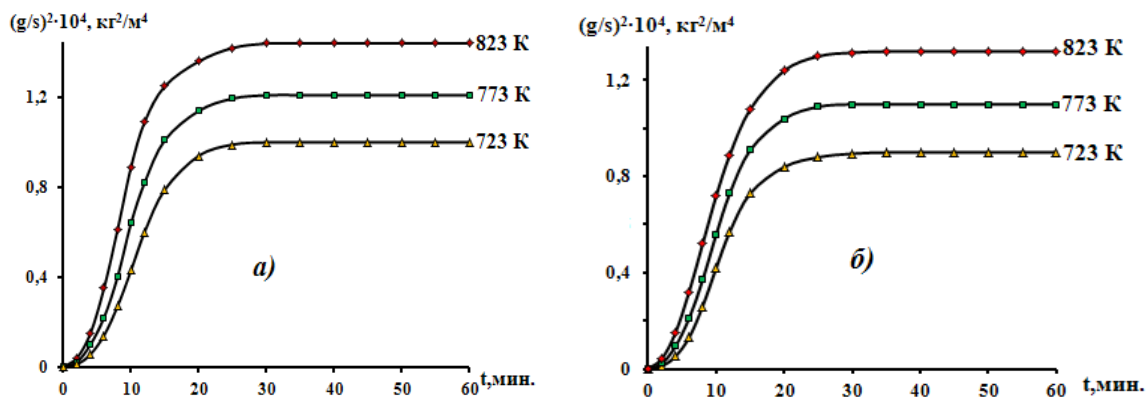 (g/s)²·10⁴, кг²/м⁴
823 К
773 К
723 К
1,2
0,8
0,4
0
а)
0 10 20 30 40 50 60
t,мин.
(g/s)²·10⁴, кг²/м⁴
823 К
773 К
723 К
1,2
0,8
0,4
0
б)
0 10 20 30 40 50 60
t,мин.